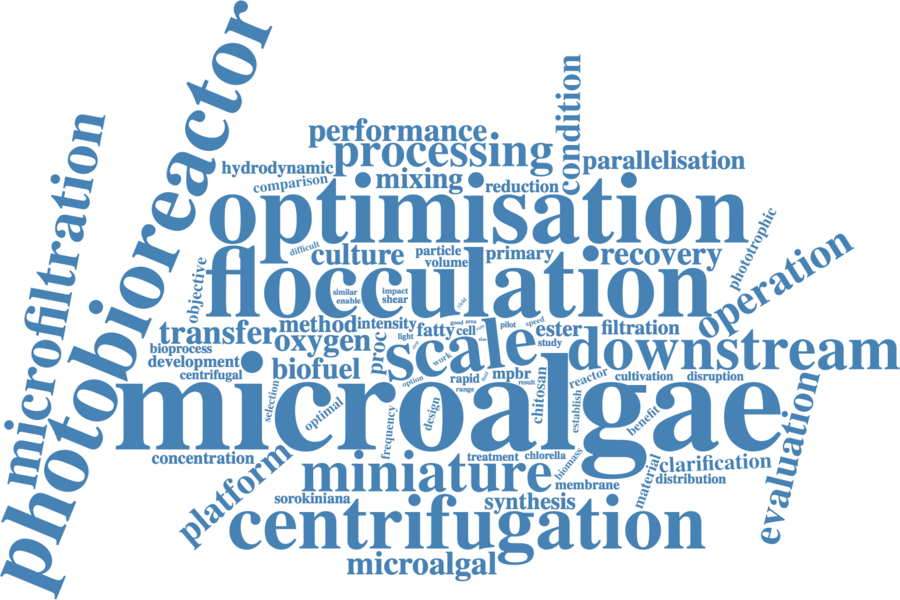 photobioreactor
microfiltration
condition
performance
processing
parallelisation
hydrodynamic
comparison
mixing
reduction
optimisation
phototrophic
difficult
culture
particle
volume
primary
recovery
operation
objective
flocculation
similar
enable
impact
shear
yield
transfer
method
intensity
fatty
good
area
cell
pilot
speed
ester
study
filtration
oxygen
light
proc
scale
work
downstream
bioprocess
development
centrifugal
biofuel
option
rapid
range
mpbr
result
chitosan
reactor
establish
cultivation
disruption
microalgae
selection
optimal
frequency
design
benefit
evaluation
concentration
platform
treatment
chlorella
biomass
membrane
material
clarification
distribution
miniature
sorokiniana
synthesis
centrifugation
microalgal